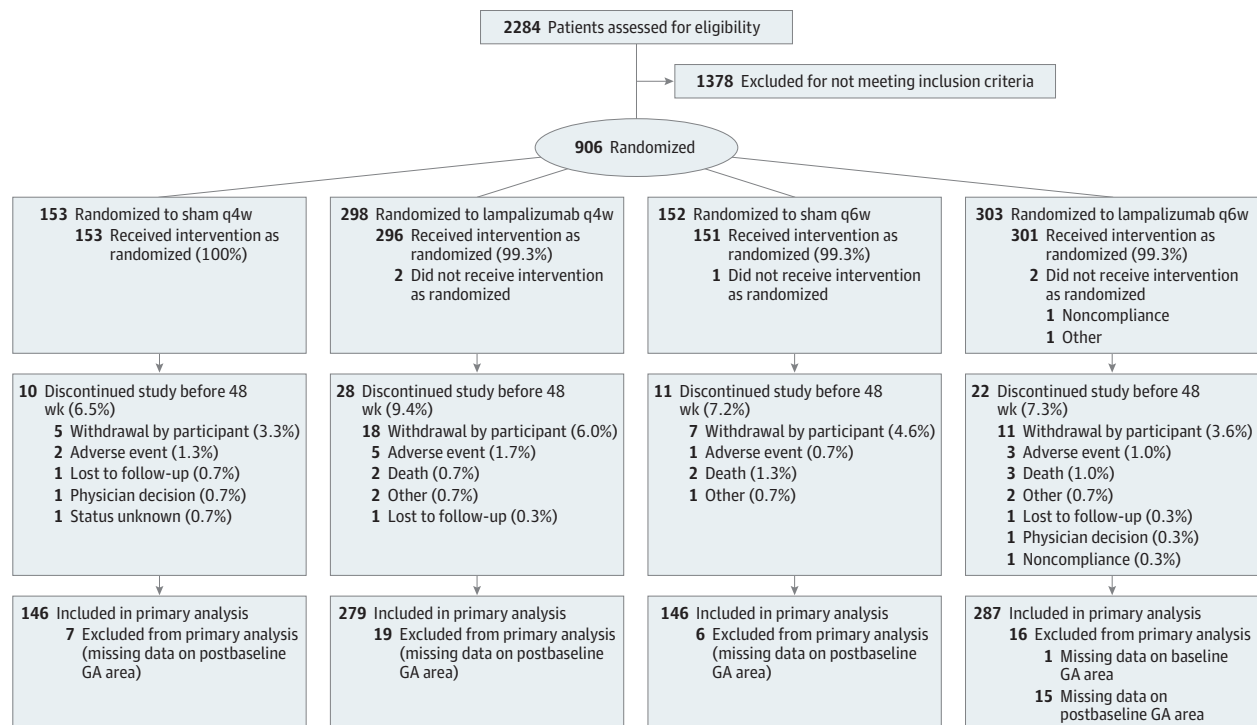 2284 Patients assessed for eligibility
1378 Excluded for not meeting inclusion criteria
906 Randomized
153 Randomized to sham q4w
153 Received intervention as
randomized (100%)
298 Randomized to lampalizumab q4w
296 Received intervention as
randomized (99.3%)
2 Did not receive intervention
as randomized
152 Randomized to sham q6w
151 Received intervention as
randomized (99.3%)
1 Did not receive intervention
as randomized
303 Randomized to lampalizumab q6w
301 Received intervention as
randomized (99.3%)
2 Did not receive intervention
as randomized
1 Noncompliance
1 Other
10 Discontinued study before 48
wk (6.5%)
5 Withdrawal by participant (3.3%)
2 Adverse event (1.3%)
1 Lost to follow-up (0.7%)
1 Physician decision (0.7%)
1 Status unknown (0.7%)
28 Discontinued study before 48
wk (9.4%)
18 Withdrawal by participant (6.0%)
5 Adverse event (1.7%)
2 Death (0.7%)
2 Other (0.7%)
1 Lost to follow-up (0.3%)
11 Discontinued study before 48
wk (7.2%)
7 Withdrawal by participant (4.6%)
1 Adverse event (0.7%)
2 Death (1.3%)
1 Other (0.7%)
22 Discontinued study before 48
wk (7.3%)
11 Withdrawal by participant (3.6%)
3 Adverse event (1.0%)
3 Death (1.0%)
2 Other (0.7%)
1 Lost to follow-up (0.3%)
1 Physician decision (0.3%)
1 Noncompliance (0.3%)
146 Included in primary analysis
7 Excluded from primary analysis
(missing data on postbaseline
GA area)
279 Included in primary analysis
19 Excluded from primary analysis
(missing data on postbaseline
GA area)
146 Included in primary analysis
6 Excluded from primary analysis
(missing data on postbaseline
GA area)
287 Included in primary analysis
16 Excluded from primary analysis
1 Missing data on baseline
GA area
15 Missing data on
postbaseline GA area